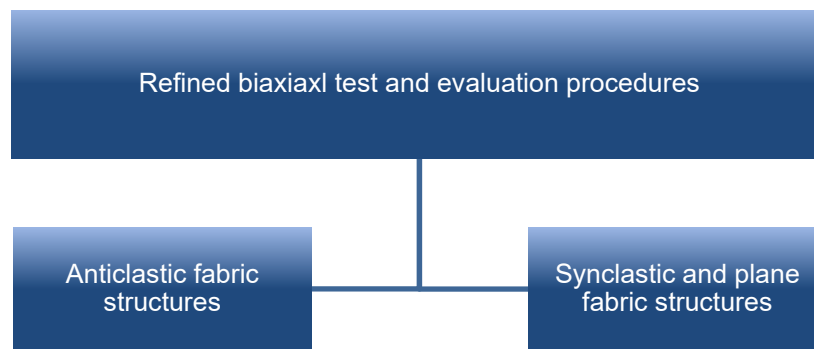 Refined biaxiaxl test and evaluation procedures
Anticlastic fabric
structures
Synclastic and plane
fabric structures